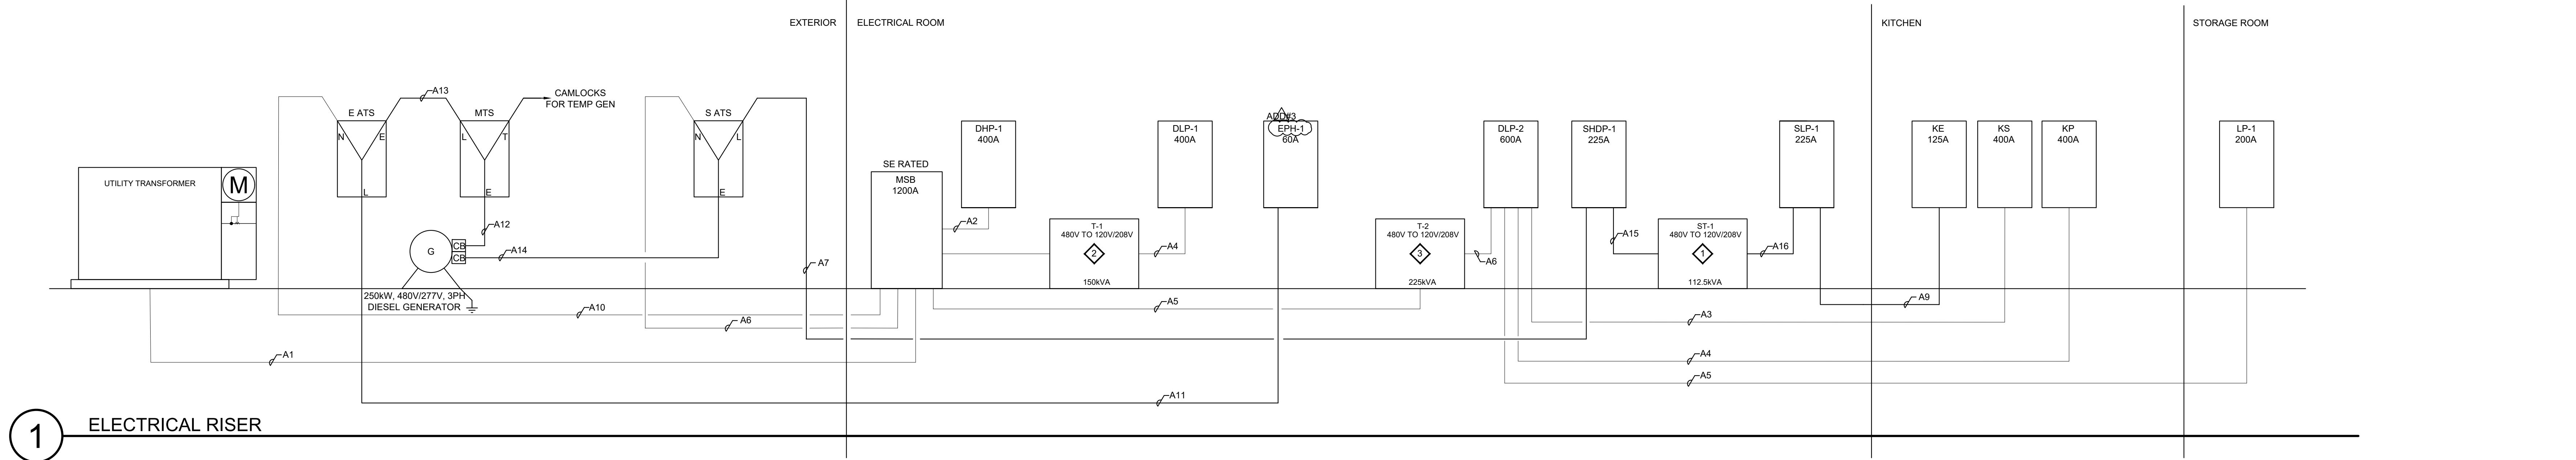 EXTERIOR
ELECTRICAL ROOM
KITCHEN
STORAGE ROOM
A13
CAMLOCKS
FOR TEMP GEN
E ATS
MTS
S ATS
N
E
L
T
N
L
L
E
E
UTILITY TRANSFORMER
M
A12
A14
G
CB
CB
250kW, 480V/277V, 3PH
DIESEL GENERATOR
A7
A10
A6
A1
SE RATED
MSB
1200A
DHP-1
400A
A2
T-1
480V TO 120V/208V
2
150kVA
DLP-1
400A
A4
ADD#3
EPH-1
60A
A5
A11
T-2
480V TO 120V/208V
3
225kVA
DLP-2
600A
A6
SHDP-1
225A
A15
ST-1
480V TO 120V/208V
1
112.5kVA
SLP-1
225A
A16
A9
A3
A4
A5
KE
125A
KS
400A
KP
400A
LP-1
200A
1
ELECTRICAL RISER